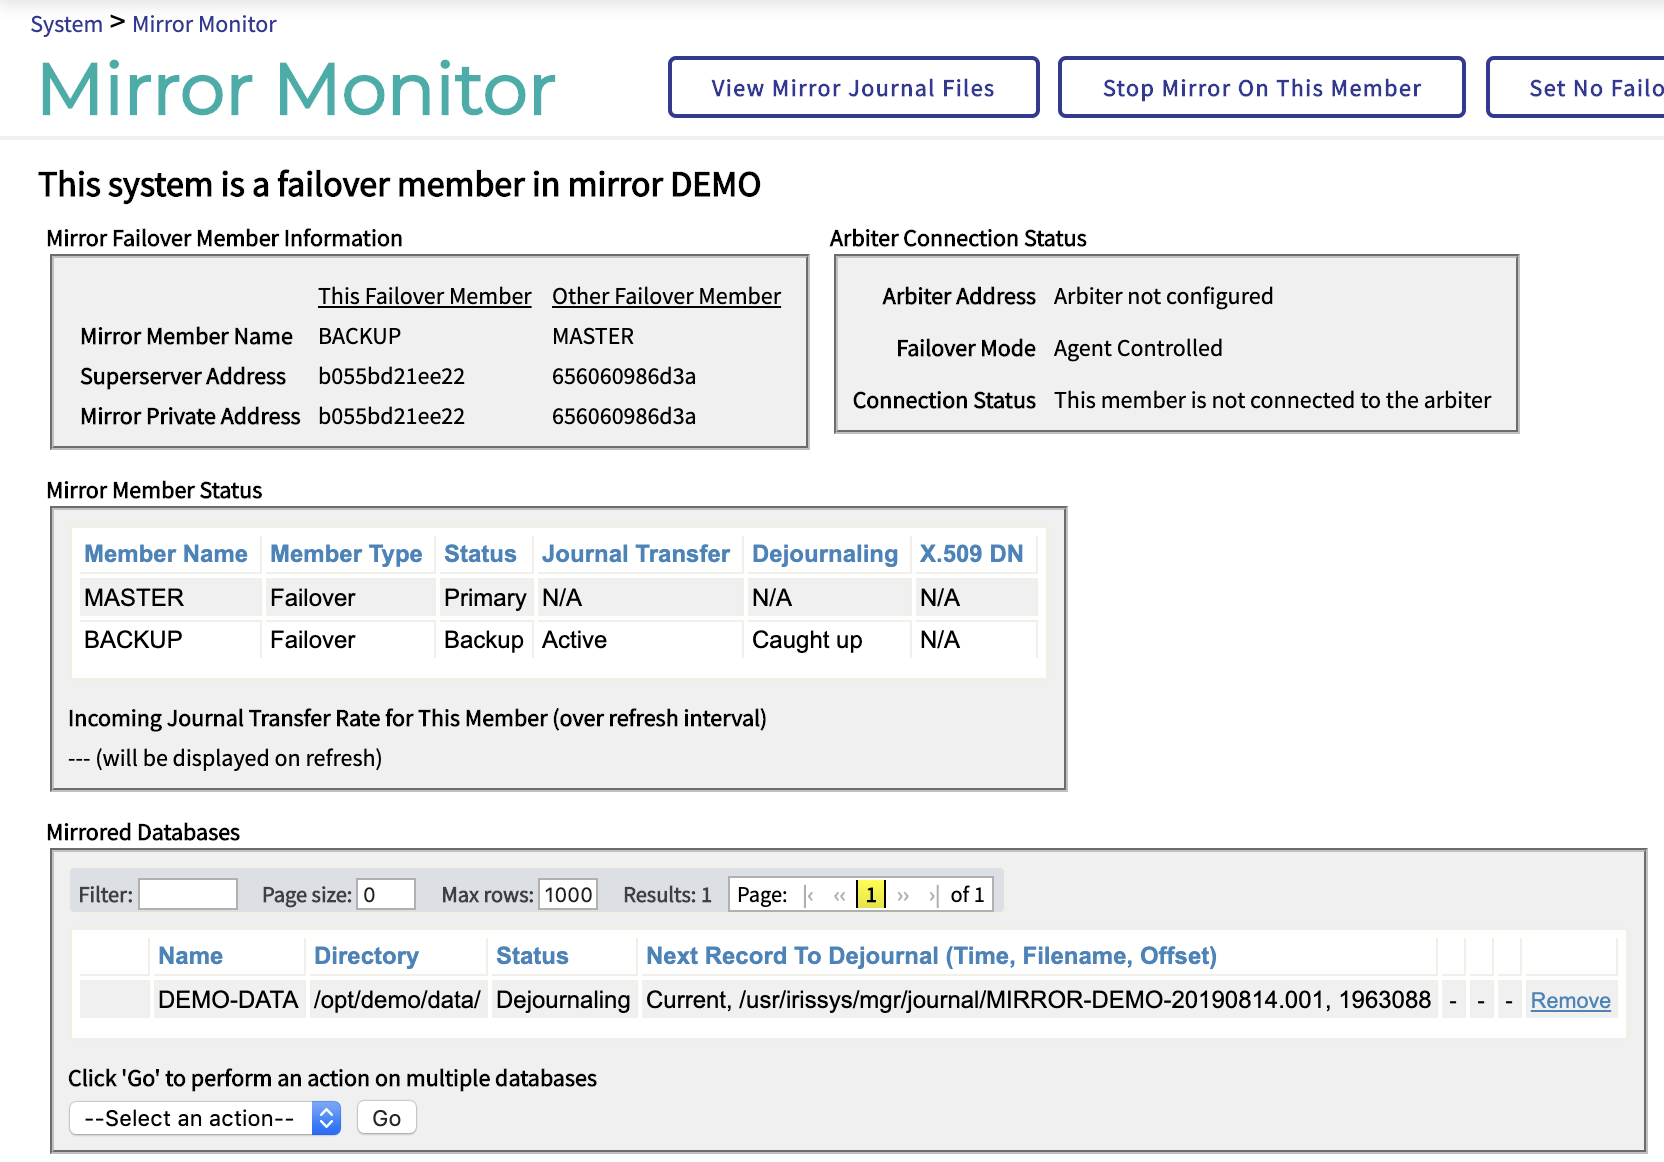 System > Mirror Monitor
Mirror Monitor
View Mirror Journal Files
Stop Mirror On This Member
Set No Failo
This system is a failover member in mirror DEMO
Mirror Failover Member Information
This Failover Member Other Failover Member
Mirror Member Name BACKUP MASTER
Superserver Address b055bd21ee22 656060986d3a
Mirror Private Address b055bd21ee22 656060986d3a
Arbiter Connection Status
Arbiter Address Arbiter not configured
Failover Mode Agent Controlled
Connection Status This member is not connected to the arbiter
Mirror Member Status
Member Name Member Type Status Journal Transfer Dejournaling X.509 DN
MASTER Failover Primary N/A N/A N/A
BACKUP Failover Backup Active Caught up N/A
Incoming Journal Transfer Rate for This Member (over refresh interval)
--- (will be displayed on refresh)
Mirrored Databases
Filter: Page size: 0 Max rows: 1000 Results: 1 Page: |‹ ‹‹ 1 ›› ›| of 1
Name Directory Status Next Record To Dejournal (Time, Filename, Offset)
DEMO-DATA /opt/demo/data/ Dejournaling Current, /usr/irissys/mgr/journal/MIRROR-DEMO-20190814.001, 1963088 - - - Remove
Click 'Go' to perform an action on multiple databases
--Select an action-- Go